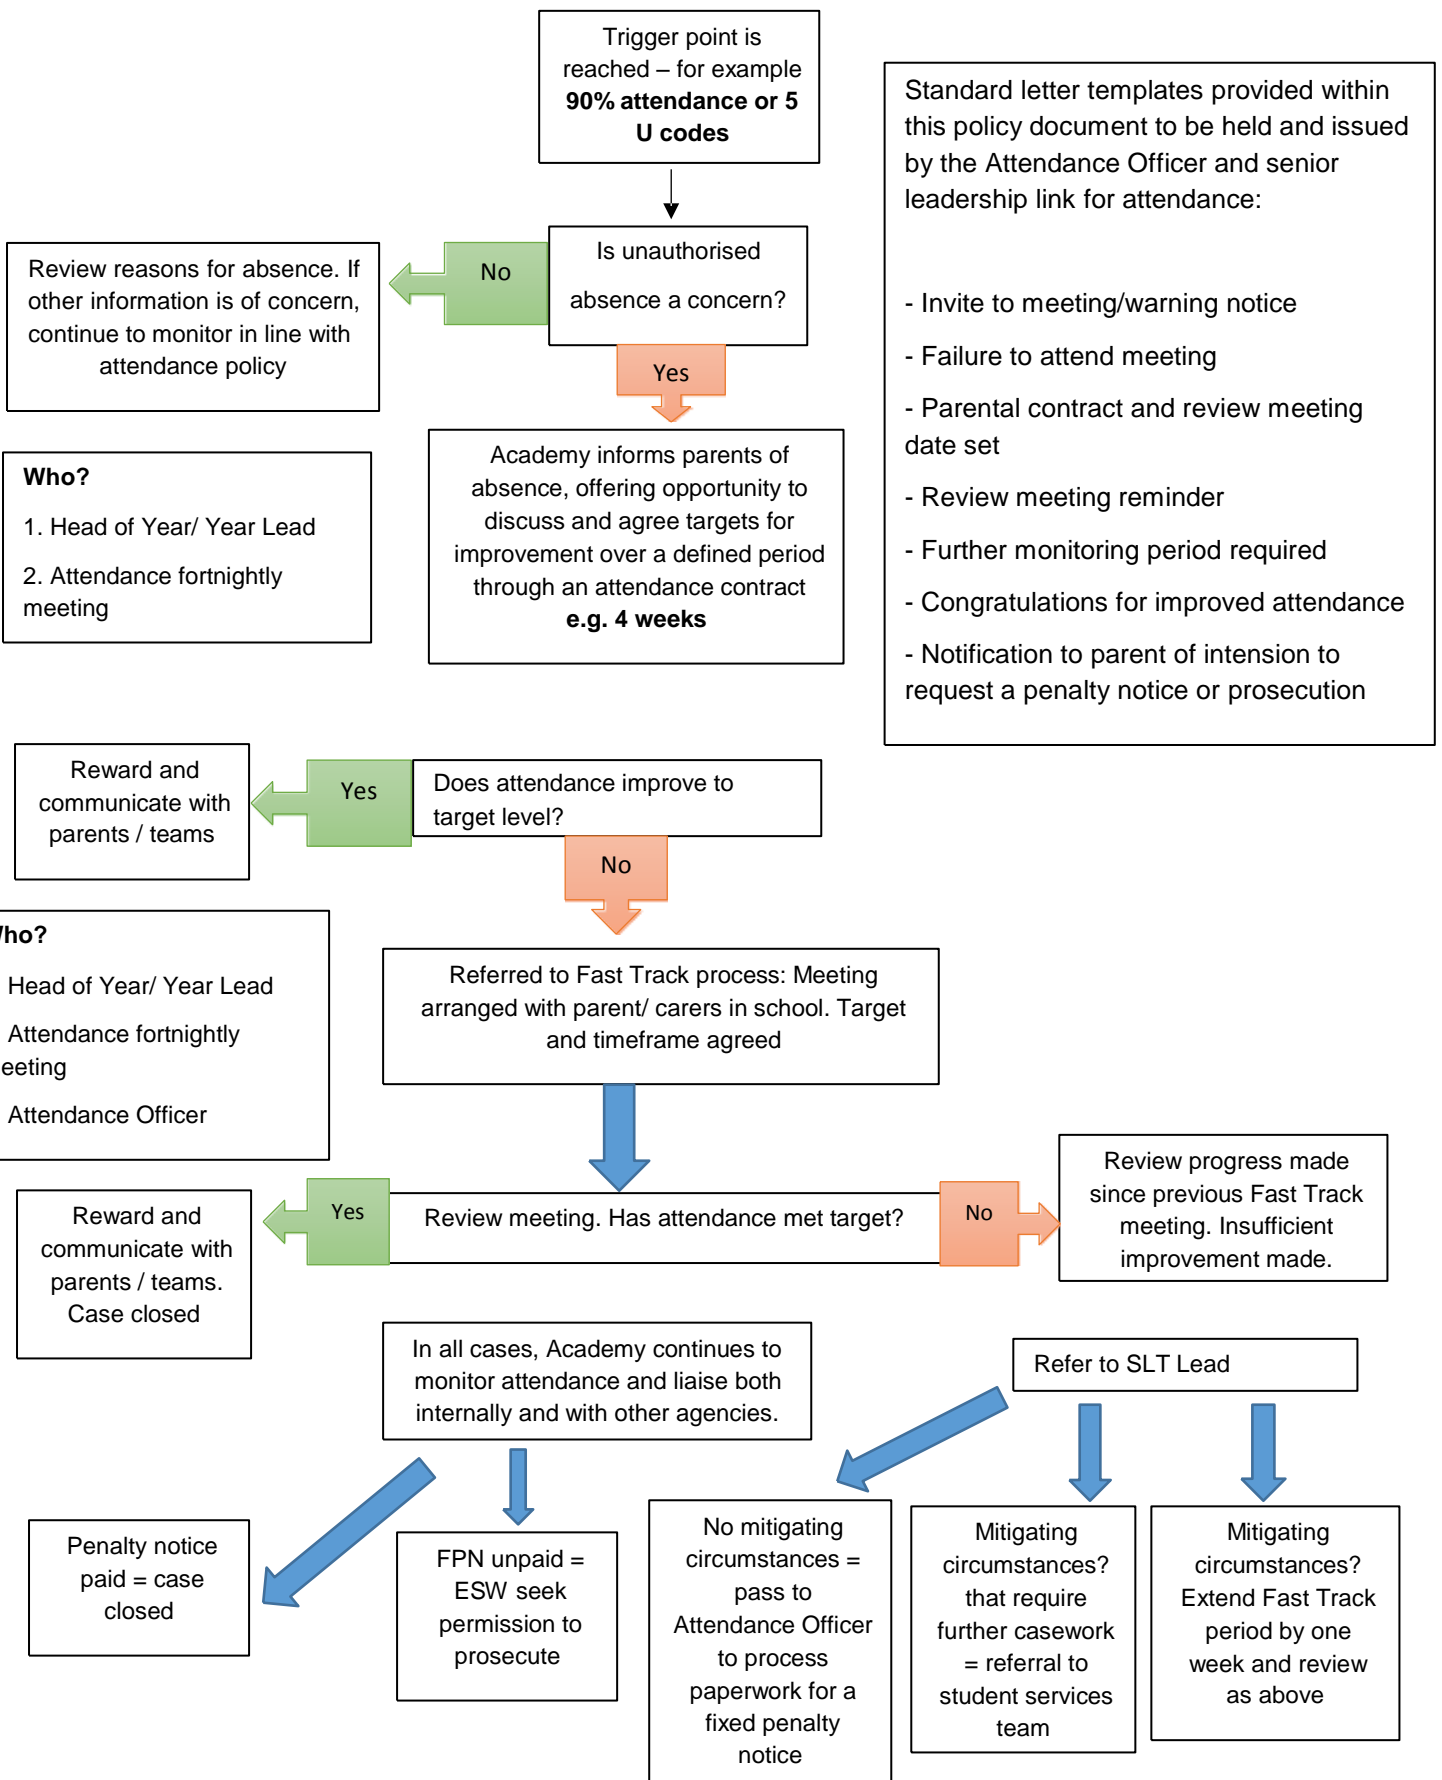 Trigger point is
reached – for example
90% attendance or 5
U codes
Standard letter templates provided within
this policy document to be held and issued
by the Attendance Officer and senior
leadership link for attendance:
- Invite to meeting/warning notice
- Failure to attend meeting
- Parental contract and review meeting
date set
- Review meeting reminder
- Further monitoring period required
- Congratulations for improved attendance
- Notification to parent of intension to
request a penalty notice or prosecution
Is unauthorised
absence a concern?
No
Review reasons for absence. If
other information is of concern,
continue to monitor in line with
attendance policy
Yes
Who?
1. Head of Year/ Year Lead
2. Attendance fortnightly
meeting
Academy informs parents of
absence, offering opportunity to
discuss and agree targets for
improvement over a defined period
through an attendance contract
e.g. 4 weeks
Does attendance improve to
target level?
Yes
Reward and
communicate with
parents / teams
No
Who?
Head of Year/ Year Lead
Attendance fortnightly
eeting
Attendance Officer
Referred to Fast Track process: Meeting
arranged with parent/ carers in school. Target
and timeframe agreed
Review meeting. Has attendance met target?
Yes
Reward and
communicate with
parents / teams.
Case closed
No
Review progress made
since previous Fast Track
meeting. Insufficient
improvement made.
In all cases, Academy continues to
monitor attendance and liaise both
internally and with other agencies.
Refer to SLT Lead
Penalty notice
paid = case
closed
FPN unpaid =
ESW seek
permission to
prosecute
No mitigating
circumstances =
pass to
Attendance Officer
to process
paperwork for a
fixed penalty
notice
Mitigating
circumstances?
that require
further casework
= referral to
student services
team
Mitigating
circumstances?
Extend Fast Track
period by one
week and review
as above